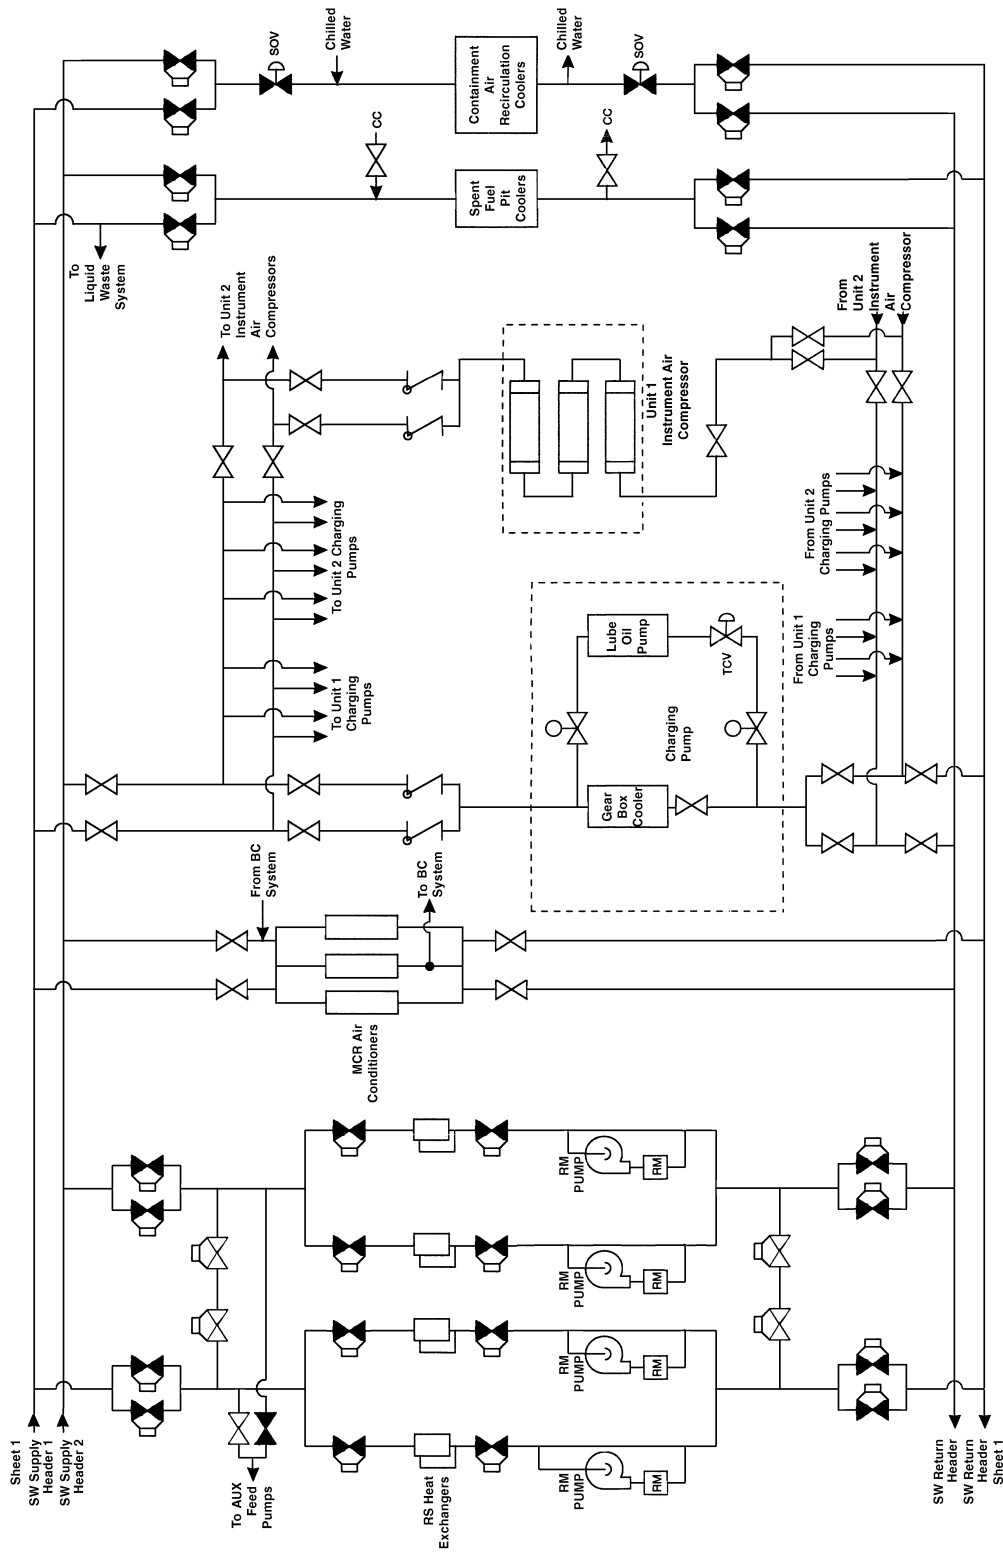 Sheet 1
SW Supply
Header 1
SW Supply
Header 2
To AUX
Feed
Pumps
RS Heat
Exchangers
RM
PUMP
RM
RM
PUMP
RM
RM
PUMP
RM
RM
PUMP
RM
SW Return
Header
SW Return
Header
Sheet 1
From BC
System
To BC
System
MCR Air
Conditioners
To Unit 1
Charging
Pumps
To Unit 2 Charging
Pumps
Gear
Box
Cooler
Charging
Pump
Lube
Oil
Pump
TCV
From Unit 1
Charging
Pumps
From Unit 2
Charging Pumps
To Unit 2
Instrument
Air
Compressors
Unit 1
Instrument Air
Compressor
From
Unit 2
Instrument
Air
Compressor
To
Liquid
Waste
System
CC
Spent
Fuel
Pit
Coolers
CC
SOV
Chilled
Water
Containment
Air
Recirculation
Coolers
Chilled
Water
SOV